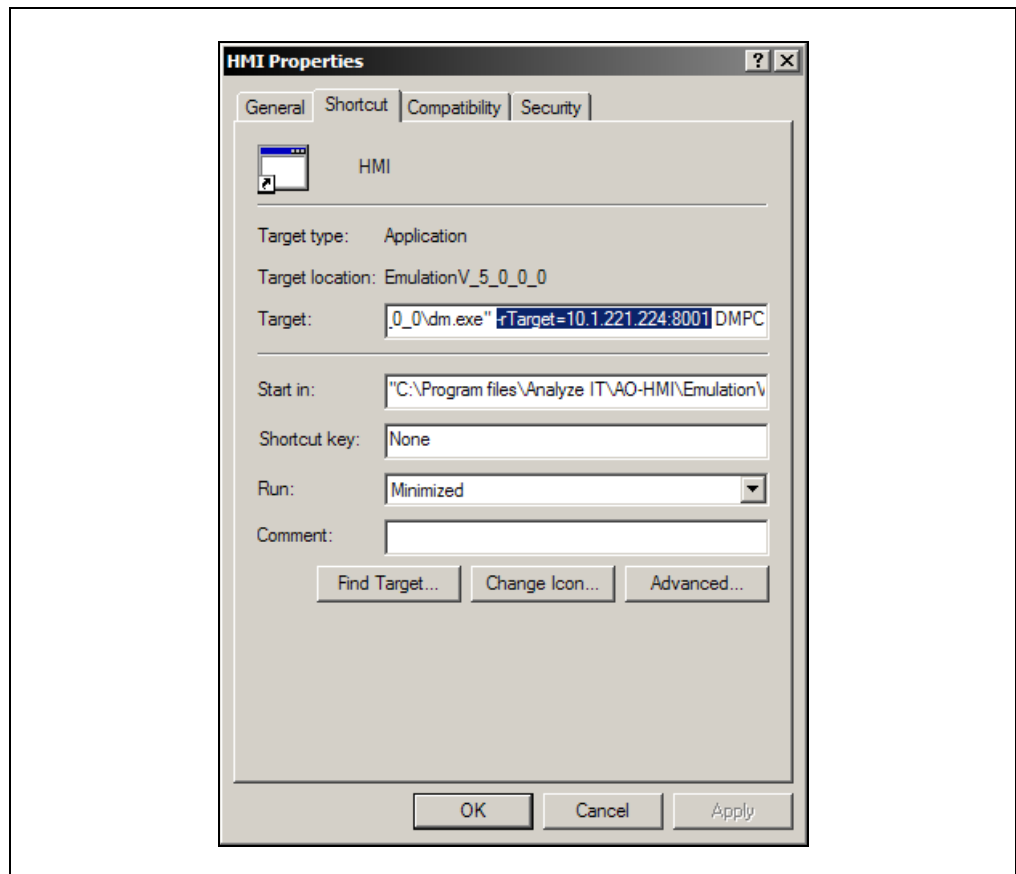 HMI Properties
General Shortcut Compatibility Security
HMI
Target type: Application
Target location: EmulationV_5_0_0_0
Target: _0_0\dm.exe" -rTarget=10.1.221.224:8001 DMPC
Start in: "C:\Program files\Analyze IT\AO-HMI\EmulationV
Shortcut key: None
Run: Minimized
Comment:
Find Target... Change Icon... Advanced...
OK Cancel Apply